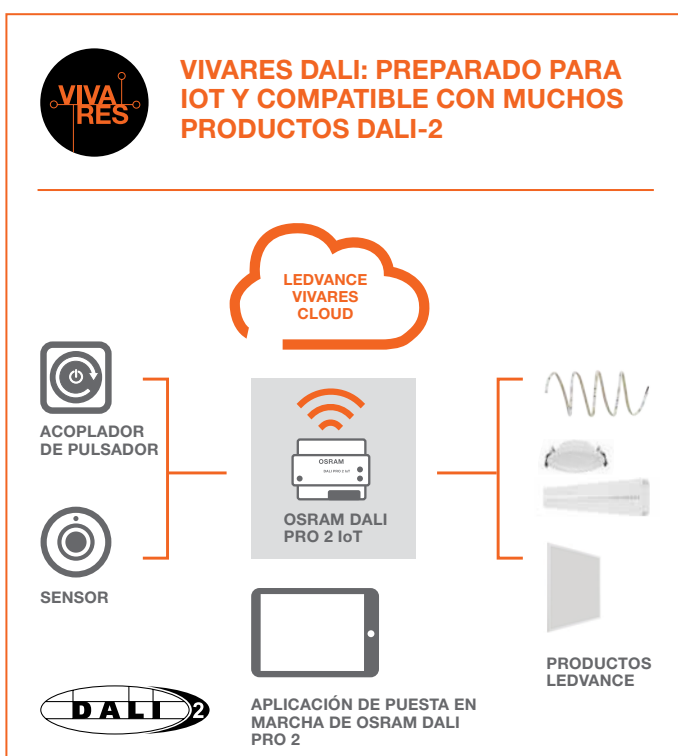 VIVA
RES
VIVARES DALI: PREPARADO PARA
IOT Y COMPATIBLE CON MUCHOS
PRODUCTOS DALI-2
LEDVANCE
VIVARES
CLOUD
ACOPLADOR
DE PULSADOR
OSRAM
DALI PRO 2 IoT
OSRAM DALI
PRO 2 IoT
SENSOR
PRODUCTOS
LEDVANCE
DALI 2
APLICACIÓN DE PUESTA EN
MARCHA DE OSRAM DALI
PRO 2